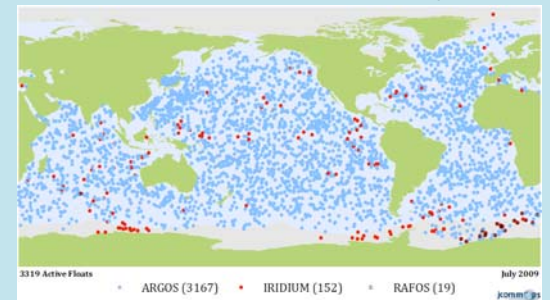 3319 Active Floats July 2009
ARGOS (3167) IRIDIUM (152) RAFOS (19)
jcommops